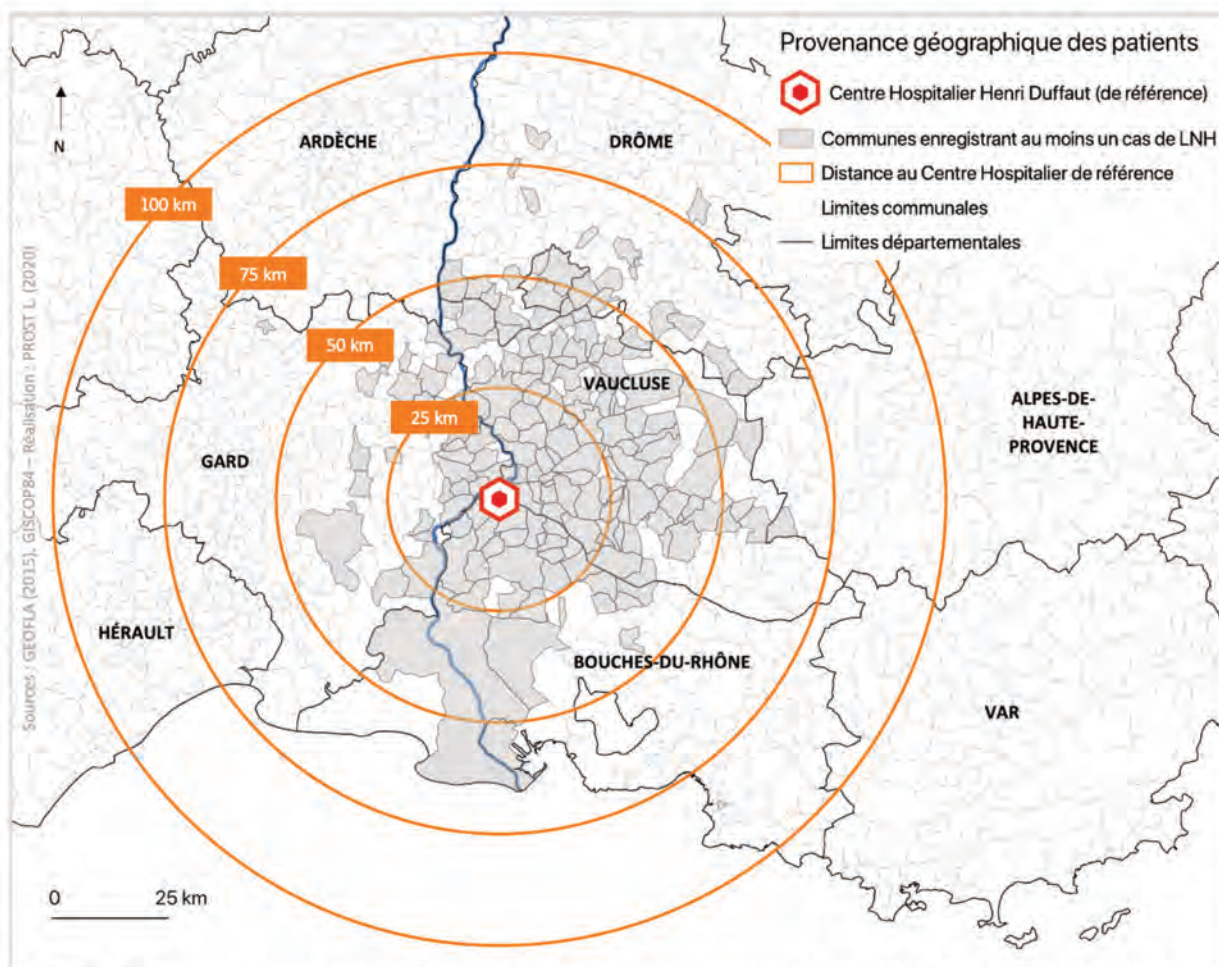 Provenance géographique des patients
Centre Hospitalier Henri Duffaut (de référence)
Communes enregistrant au moins un cas de LNH
Distance au Centre Hospitalier de référence
Limites communales
Limites départementales
N
ARDÈCHE
DRÔME
100 km
75 km
50 km
25 km
VAUCLUSE
GARD
ALPES-DE-
HAUTE-
PROVENCE
HÉRAULT
BOUCHES-DU-RHÔNE
VAR
0 25 km
Sources : GEOFLA (2015), GISCOP84 – Réalisation : PROST L. (2020)